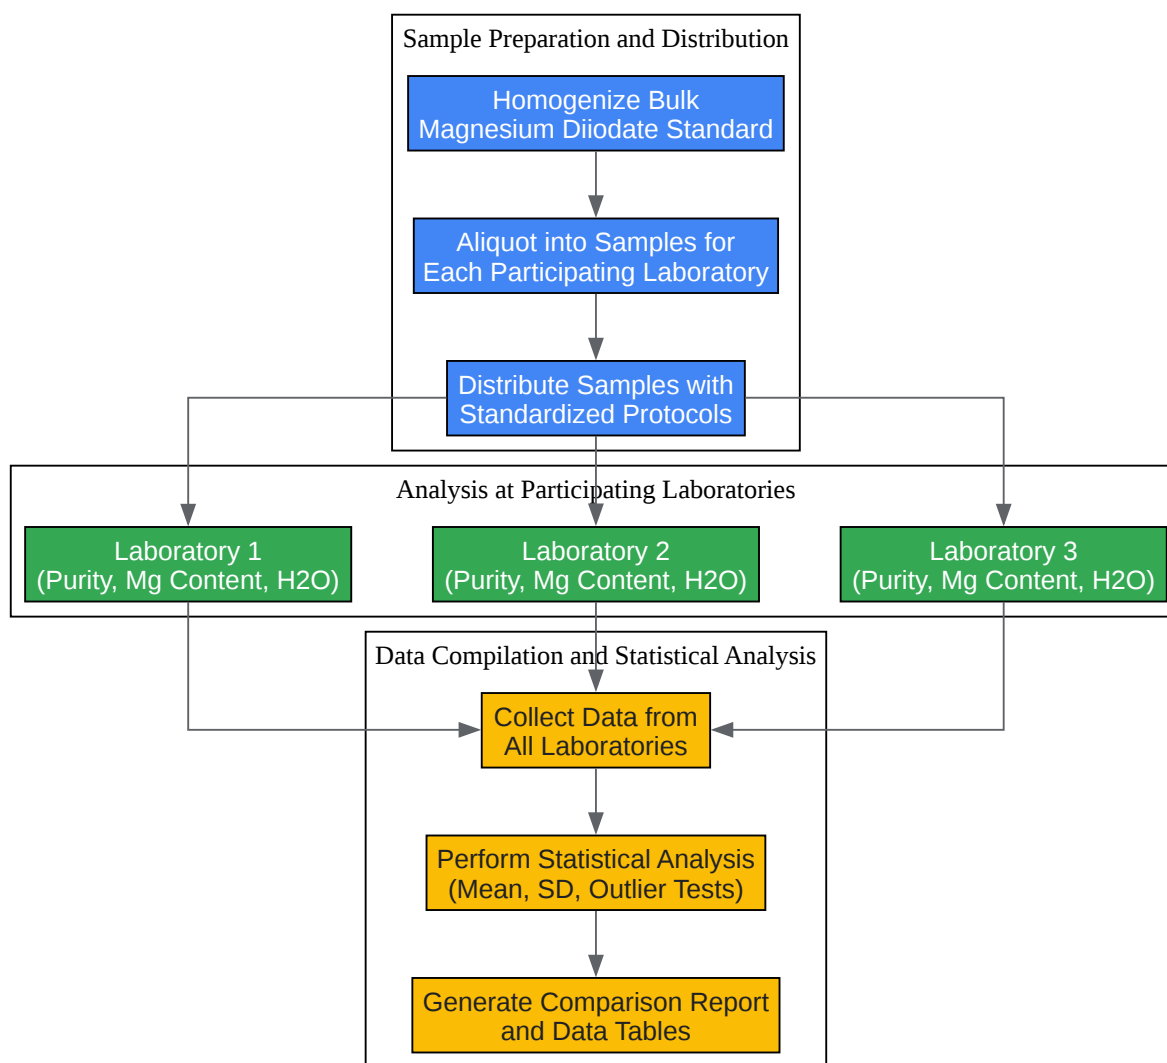 Sample Preparation and Distribution
Homogenize Bulk
Magnesium Diiodate Standard
Aliquot into Samples for
Each Participating Laboratory
Distribute Samples with
Standardized Protocols
Analysis at Participating Laboratories
Laboratory 1
(Purity, Mg Content, H2O)
Laboratory 2
(Purity, Mg Content, H2O)
Laboratory 3
(Purity, Mg Content, H2O)
Data Compilation and Statistical Analysis
Collect Data from
All Laboratories
Perform Statistical Analysis
(Mean, SD, Outlier Tests)
Generate Comparison Report
and Data Tables